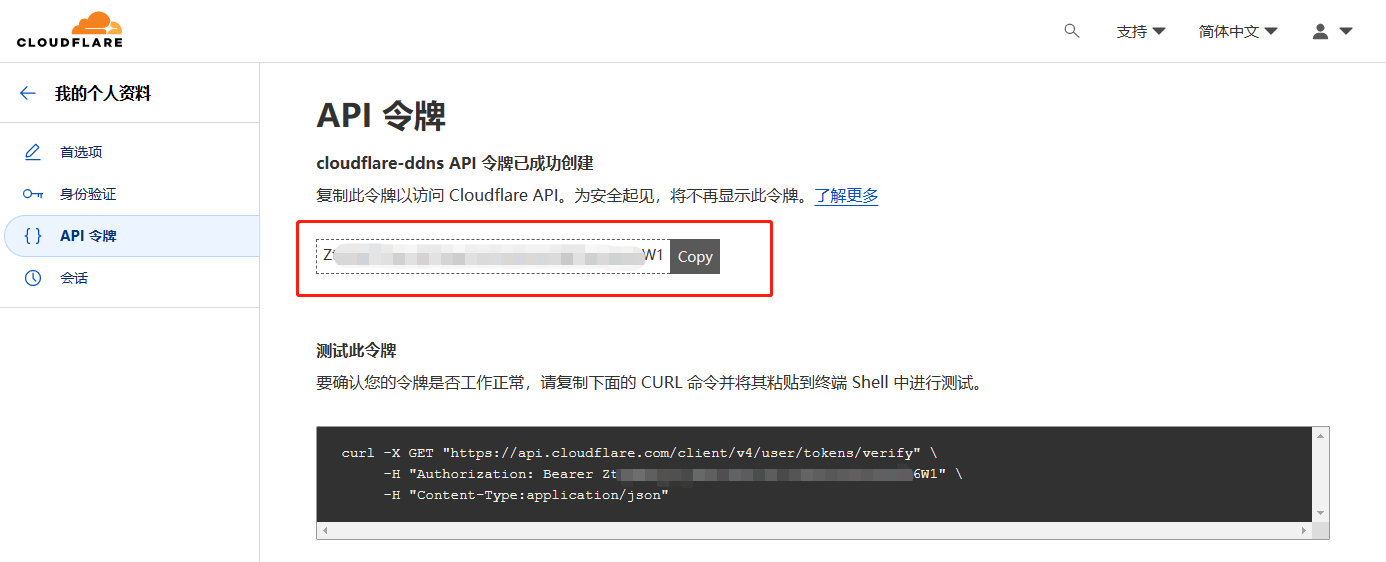 CLOUDFLARE
支持
简体中文
我的个人资料
首选项
身份验证
API 令牌
会话
API 令牌
cloudflare-ddns API 令牌已成功创建
复制此令牌以访问 Cloudflare API。为安全起见，将不再显示此令牌。了解更多
W1 Copy
测试此令牌
要确认您的令牌是否工作正常，请复制下面的 CURL 命令并将其粘贴到终端 Shell 中进行测试。
curl -X GET "https://api.cloudflare.com/client/v4/user/tokens/verify" \
-H "Authorization: Bearer Zt 6W1" \
-H "Content-Type:application/json"